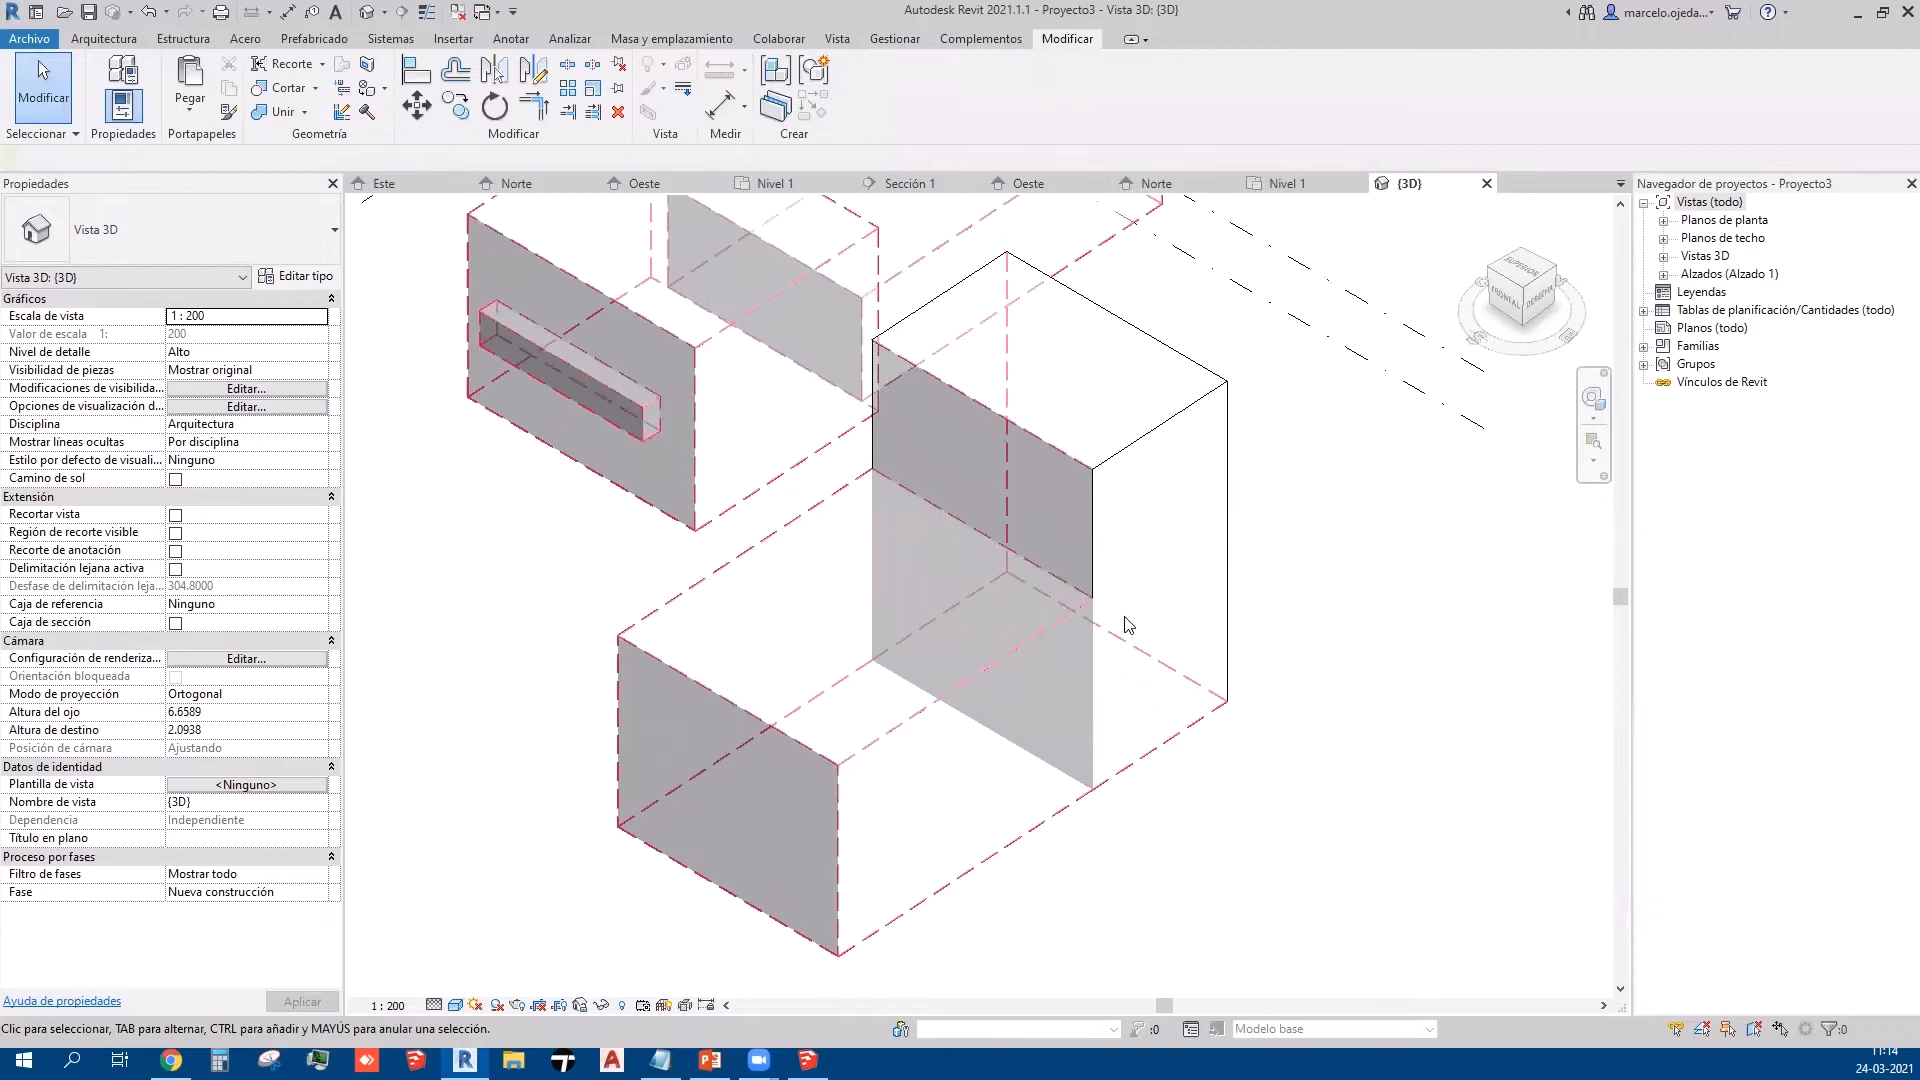 Autodesk Revit 2021.1.1 - Proyecto3 - Vista 3D: {3D}
marcelo.ojeda...
Archivo Arquitectura Estructura Acero Prefabricado Sistemas Insertar Anotar Analizar Masa y emplazamiento Colaborar Vista Gestionar Complementos Modificar
Modificar
Pegar
Recorte
Cortar
Unir
Seleccionar Propiedades Portapapeles Geometría Modificar Vista Medir Crear
Propiedades
Este Norte Oeste Nivel 1 Sección 1 Oeste Norte Nivel 1 {3D}
Navegador de proyectos - Proyecto3
Vista 3D
Vista 3D: {3D} Editar tipo
Gráficos
Escala de vista 1 : 200
Valor de escala 1: 200
Nivel de detalle Alto
Visibilidad de piezas Mostrar original
Modificaciones de visibilida... Editar...
Opciones de visualización d... Editar...
Disciplina Arquitectura
Mostrar líneas ocultas Por disciplina
Estilo por defecto de visuali... Ninguno
Camino de sol
Extensión
Recortar vista
Región de recorte visible
Recorte de anotación
Delimitación lejana activa
Desfase de delimitación leja... 304.8000
Caja de referencia Ninguno
Caja de sección
Cámara
Configuración de renderiza... Editar...
Orientación bloqueada
Modo de proyección Ortogonal
Altura del ojo 6.6589
Altura de destino 2.0938
Posición de cámara Ajustando
Datos de identidad
Plantilla de vista <Ninguno>
Nombre de vista {3D}
Dependencia Independiente
Título en plano
Proceso por fases
Filtro de fases Mostrar todo
Fase Nueva construcción
Ayuda de propiedades Aplicar
SUPERIOR
FRONTAL
DERECHA
Vistas (todo)
Planos de planta
Planos de techo
Vistas 3D
Alzados (Alzado 1)
Leyendas
Tablas de planificación/Cantidades (todo)
Planos (todo)
Familias
Grupos
Vínculos de Revit
1 : 200
Clic para seleccionar, TAB para alternar, CTRL para añadir y MAYÚS para anular una selección.
:0
Modelo base
:0
11:14
24-03-2021